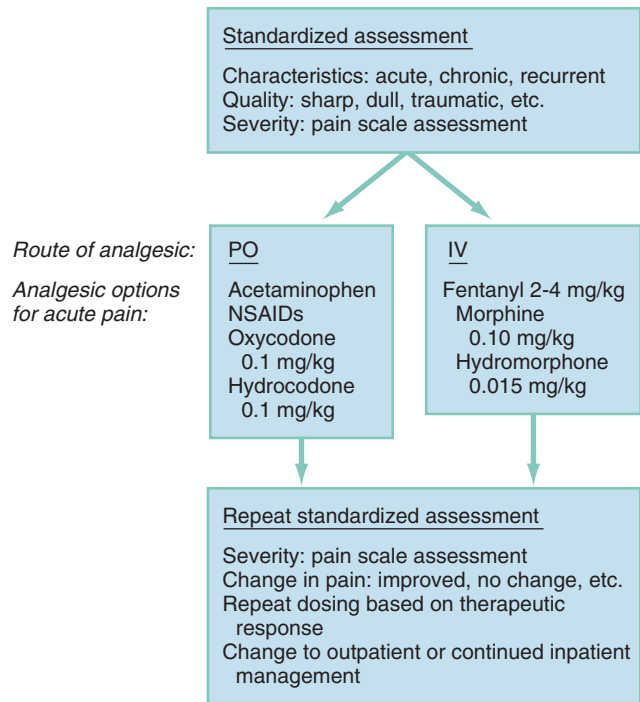 Standardized assessment
Characteristics: acute, chronic, recurrent
Quality: sharp, dull, traumatic, etc.
Severity: pain scale assessment
Route of analgesic:
PO
IV
Analgesic options
for acute pain:
Acetaminophen
NSAIDs
Oxycodone
0.1 mg/kg
Hydrocodone
0.1 mg/kg
Fentanyl 2-4 mg/kg
Morphine
0.10 mg/kg
Hydromorphone
0.015 mg/kg
Repeat standardized assessment
Severity: pain scale assessment
Change in pain: improved, no change, etc.
Repeat dosing based on therapeutic
response
Change to outpatient or continued inpatient
management